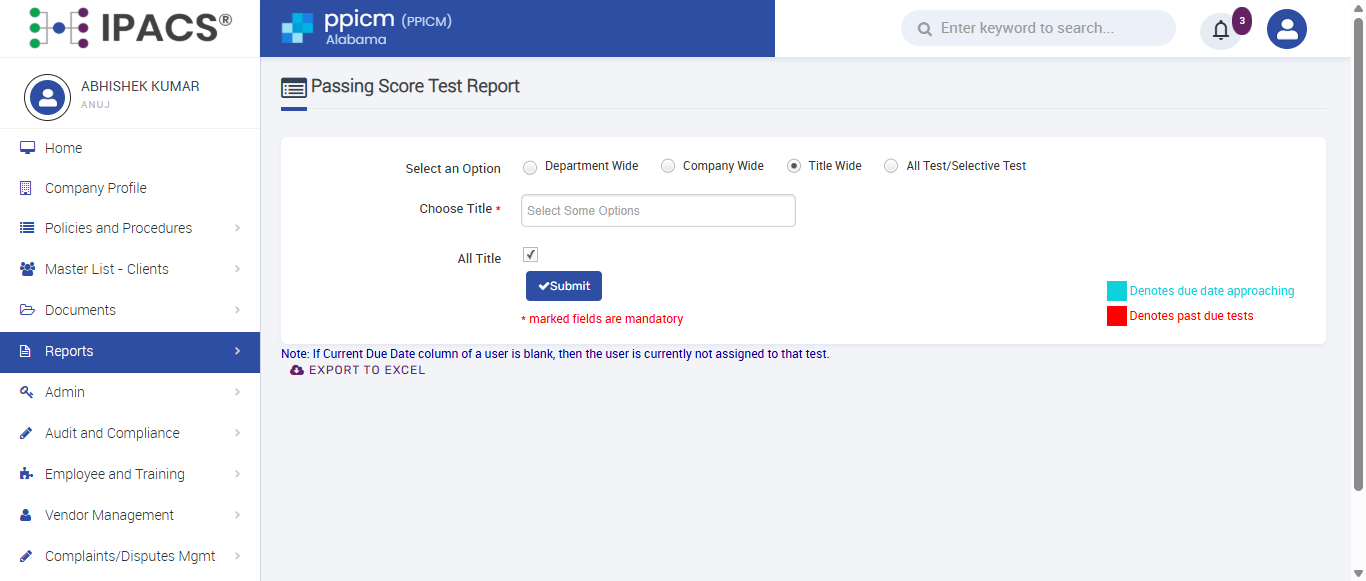 IPACS®
ppicm (PPICM)
Alabama
Enter keyword to search...
3
ABHISHEK KUMAR
ANUJ
Home
Company Profile
Policies and Procedures
Master List - Clients
Documents
Reports
Admin
Audit and Compliance
Employee and Training
Vendor Management
Complaints/Disputes Mgmt
Passing Score Test Report
Select an Option Department Wide Company Wide Title Wide All Test/Selective Test
Choose Title * Select Some Options
All Title
Submit
* marked fields are mandatory
Denotes due date approaching
Denotes past due tests
Note: If Current Due Date column of a user is blank, then the user is currently not assigned to that test.
EXPORT TO EXCEL